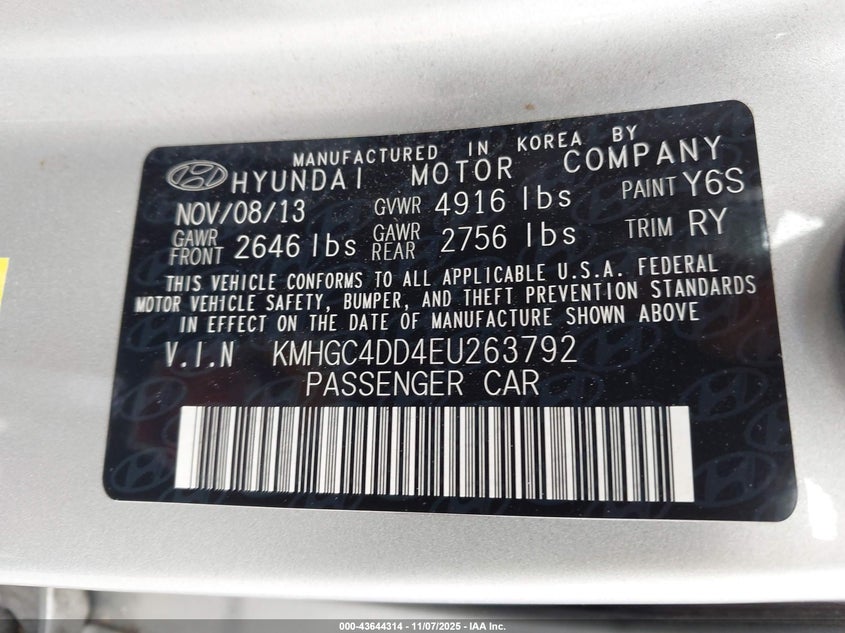 MANUFACTURED IN KOREA BY
HYUNDAI MOTOR COMPANY
NOV/08/13 GVWR 4916 lbs PAINT Y6S
GAWR FRONT 2646 lbs GAWR REAR 2756 lbs TRIM RY
THIS VEHICLE CONFORMS TO ALL APPLICABLE U.S.A. FEDERAL
MOTOR VEHICLE SAFETY, BUMPER, AND THEFT PREVENTION STANDARDS
IN EFFECT ON THE DATE OF MANUFACTURE SHOWN ABOVE
V.I.N KMHGC4DD4EU263792
PASSENGER CAR
000-43644314 | 11/07/2025 - IAA Inc.